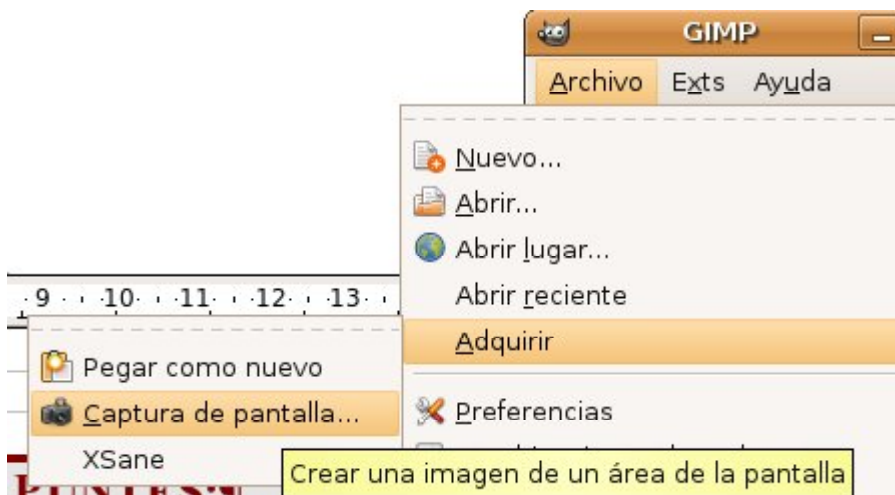 GIMP
Archivo Exts Ayuda
Nuevo...
Abrir...
Abrir lugar...
Abrir reciente
Adquirir
Preferencias
9 10 11 12 13
Pegar como nuevo
Captura de pantalla...
XSane
Crear una imagen de un área de la pantalla